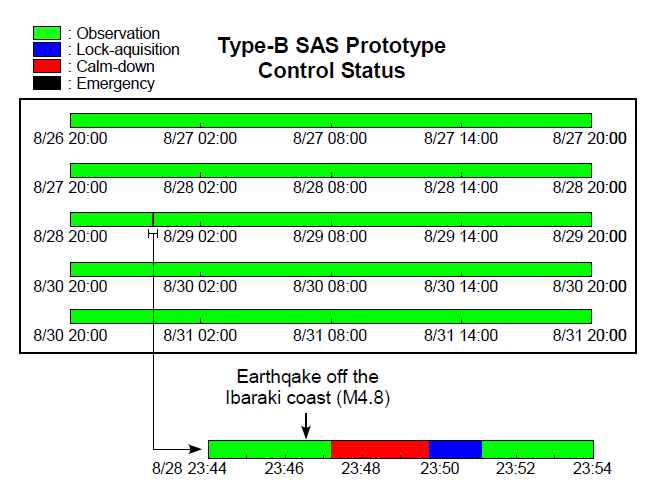 : Observation
: Lock-aquisition
: Calm-down
: Emergency
Type-B SAS Prototype
Control Status
8/26 20:00 8/27 02:00 8/27 08:00 8/27 14:00 8/27 20:00
8/27 20:00 8/28 02:00 8/28 08:00 8/28 14:00 8/28 20:00
8/28 20:00 8/29 02:00 8/29 08:00 8/29 14:00 8/29 20:00
8/30 20:00 8/30 02:00 8/30 08:00 8/30 14:00 8/30 20:00
8/30 20:00 8/31 02:00 8/31 08:00 8/31 14:00 8/31 20:00
Earthqake off the
Ibaraki coast (M4.8)
8/28 23:44 23:46 23:48 23:50 23:52 23:54